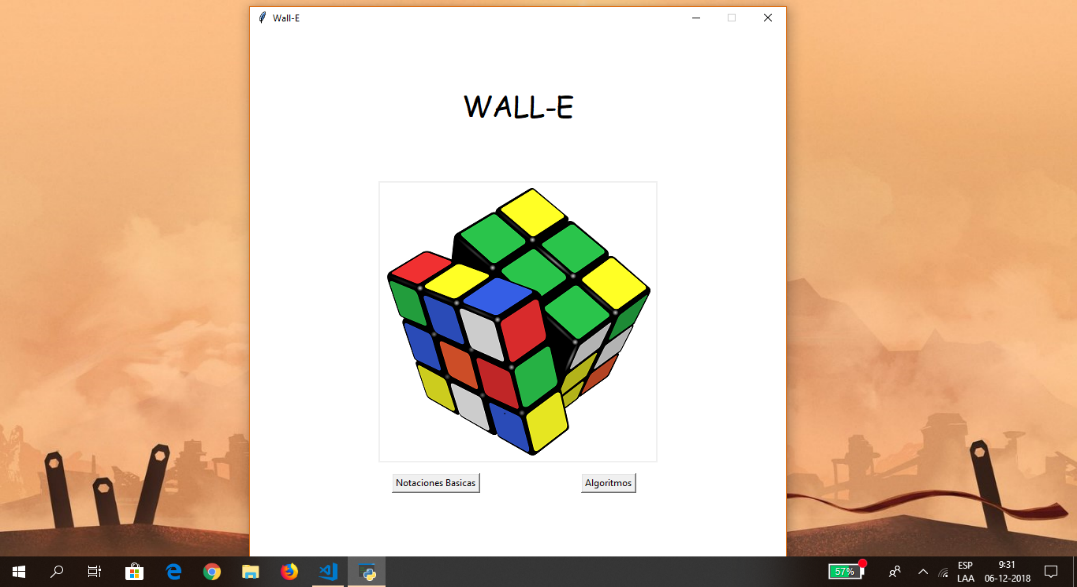 Wall-E
WALL-E
Notaciones Basicas
Algoritmos
57%
ESP
LAA
9:31
06-12-2018